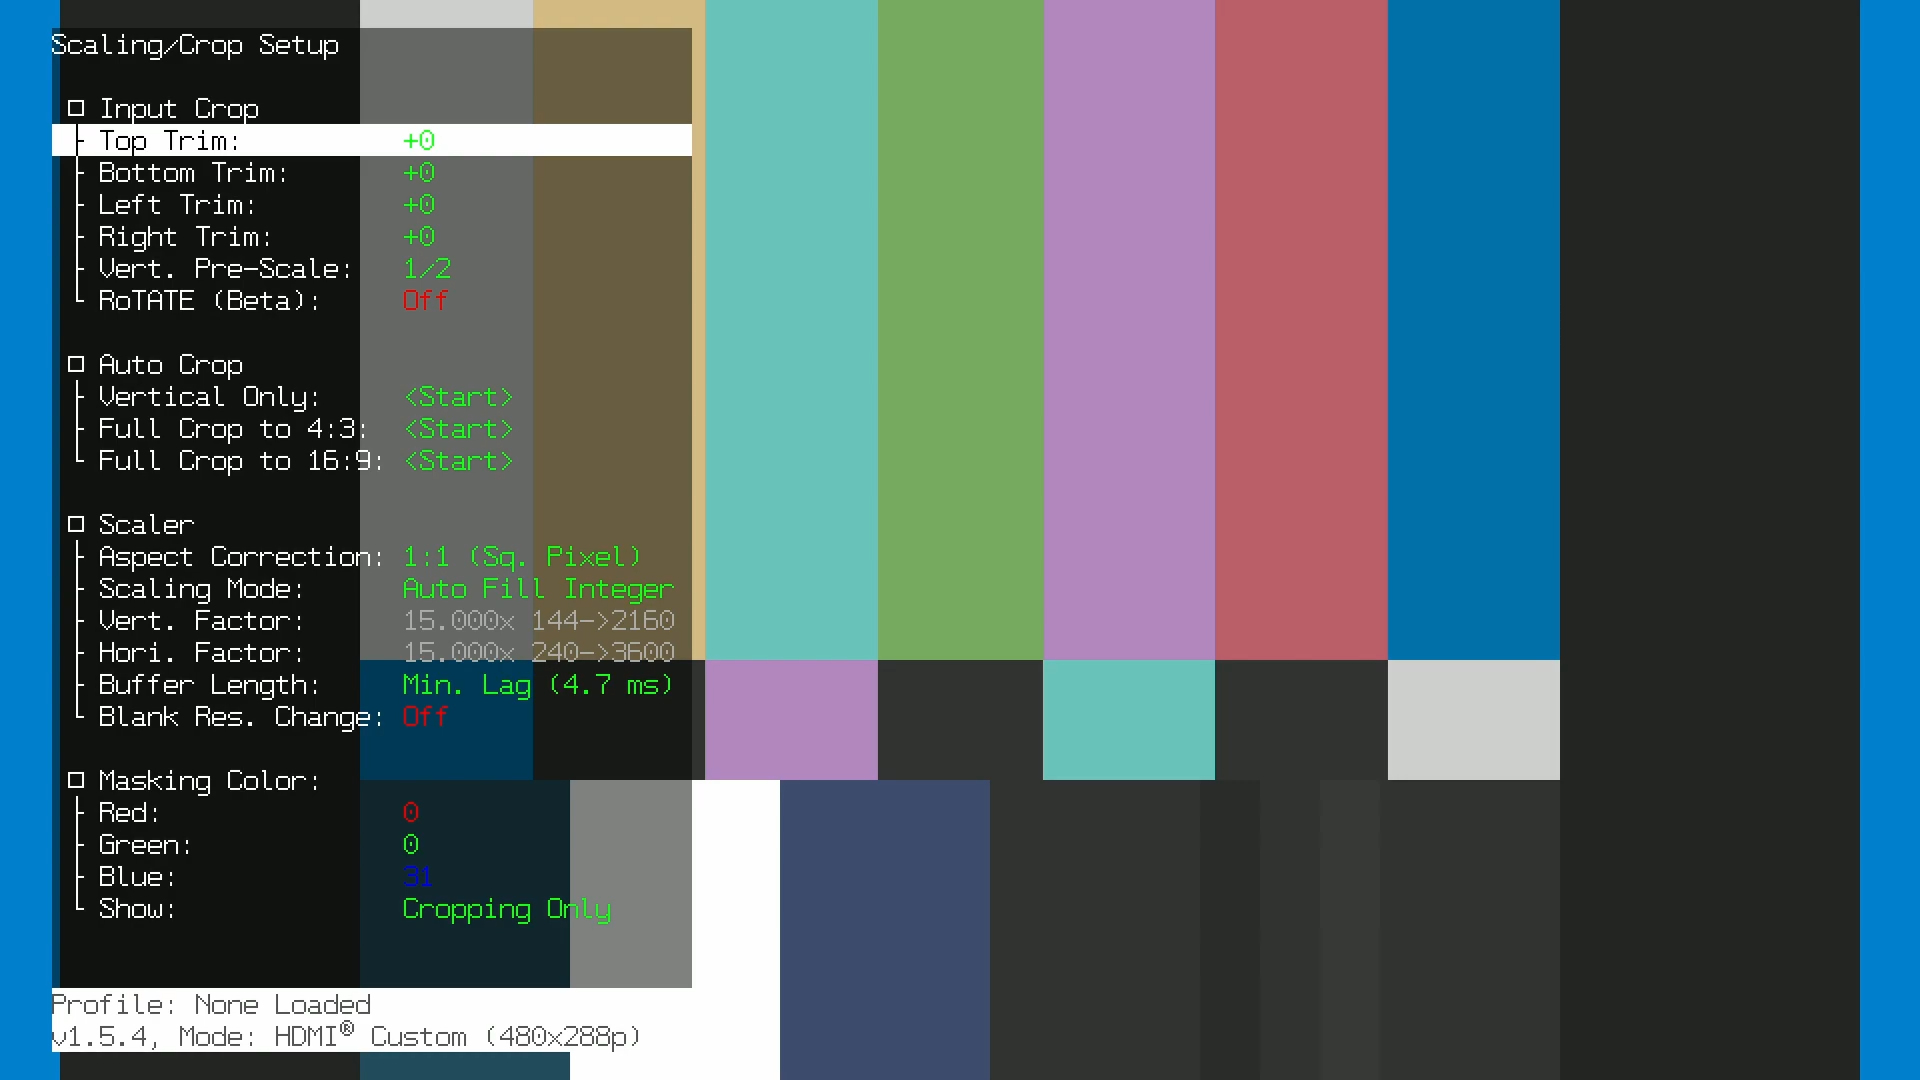 Scaling/Crop Setup
Input Crop
Top Trim: +0
Bottom Trim: +0
Left Trim: +0
Right Trim: +0
Vert. Pre-Scale: 1/2
RoTATE (Beta): Off
Auto Crop
Vertical Only: <Start>
Full Crop to 4:3: <Start>
Full Crop to 16:9: <Start>
Scaler
Aspect Correction: 1:1 (Sq. Pixel)
Scaling Mode: Auto Fill Integer
Vert. Factor: 15.000x 144->2160
Hori. Factor: 15.000x 240->3600
Buffer Length: Min. Lag (4.7 ms)
Blank Res. Change: Off
Masking Color:
Red: 0
Green: 0
Blue: 31
Show: Cropping Only
Profile: None Loaded
v1.5.4, Mode: HDMI® Custom (480x288p)